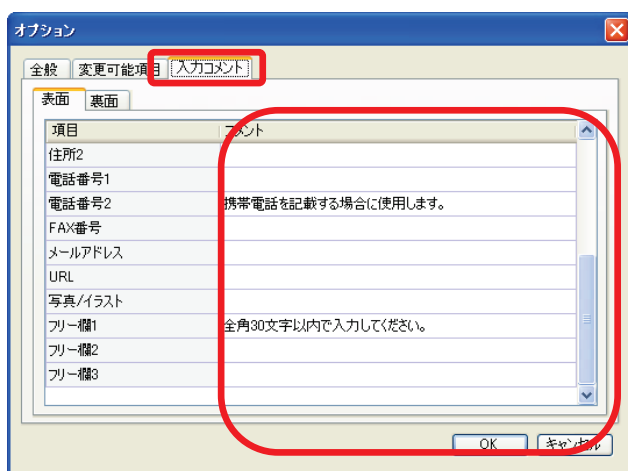 オプション
全般 変更可能項目 入力コメント
表面 裏面
項目 コメント
住所2
電話番号1
電話番号2 携帯電話を記載する場合に使用します。
FAX番号
メールアドレス
URL
写真/イラスト
フリー欄1 全角30文字以内で入力してください。
フリー欄2
フリー欄3
OK キャンセル